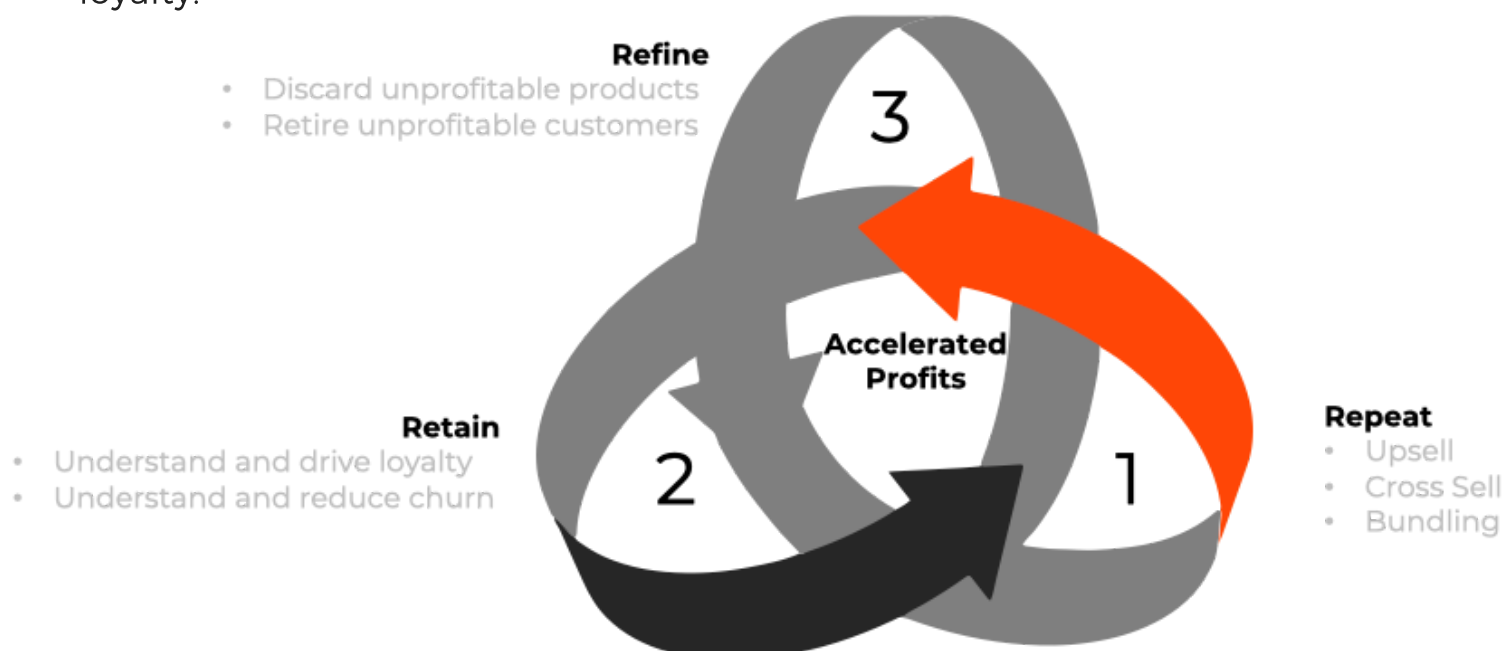 loyalty.
Refine
• Discard unprofitable products
• Retire unprofitable customers
3
Accelerated
Profits
Retain
• Understand and drive loyalty
• Understand and reduce churn
2
1
Repeat
• Upsell
• Cross Sell
• Bundling